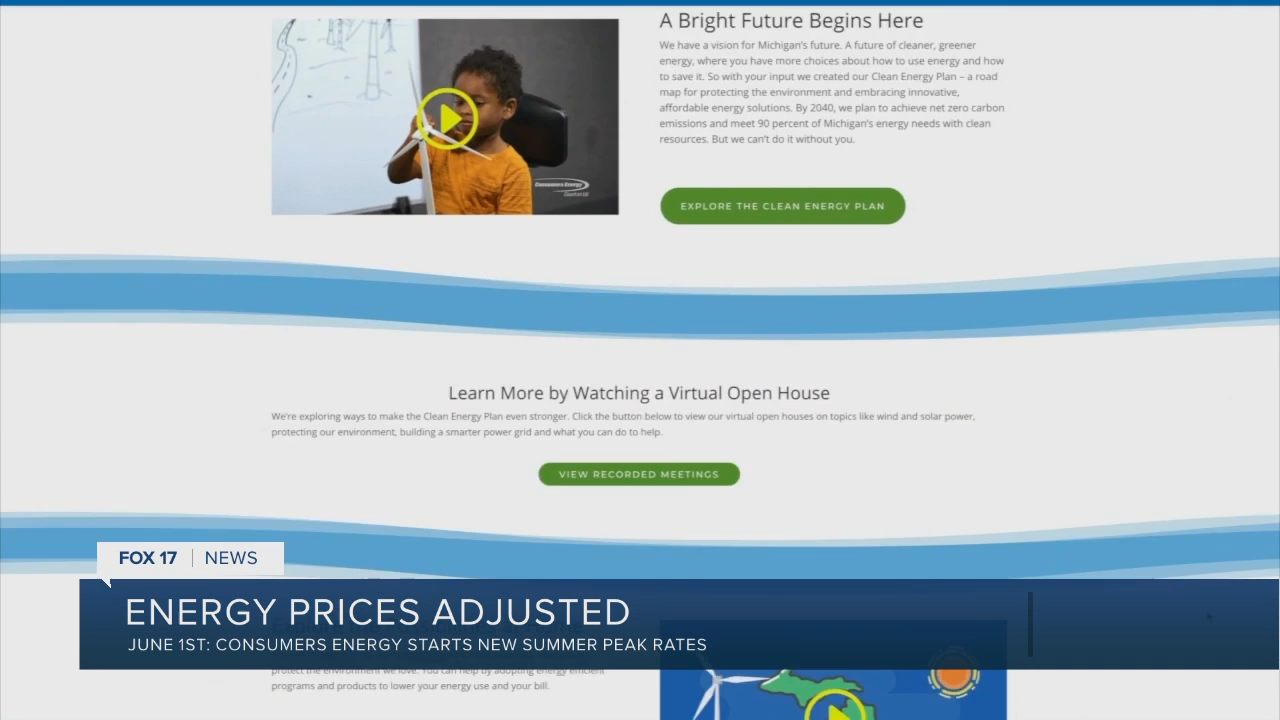 A Bright Future Begins Here
We have a vision for Michigan's future. A future of cleaner, greener
energy, where you have more choices about how to use energy and how
to save it. So with your input we created our Clean Energy Plan – a road
map for protecting the environment and embracing innovative,
affordable energy solutions. By 2040, we plan to achieve net zero carbon
emissions and meet 90 percent of Michigan's energy needs with clean
resources. But we can't do it without you.
Consumers Energy
Count on Us
EXPLORE THE CLEAN ENERGY PLAN
Learn More by Watching a Virtual Open House
We're exploring ways to make the Clean Energy Plan even stronger. Click the button below to view our virtual open houses on topics like wind and solar power,
protecting our environment, building a smarter power grid and what you can do to help.
VIEW RECORDED MEETINGS
FOX 17 | NEWS
ENERGY PRICES ADJUSTED
JUNE 1ST: CONSUMERS ENERGY STARTS NEW SUMMER PEAK RATES
protect the environment we love. You can help by adopting energy efficient
programs and products to lower your energy use and your bill.